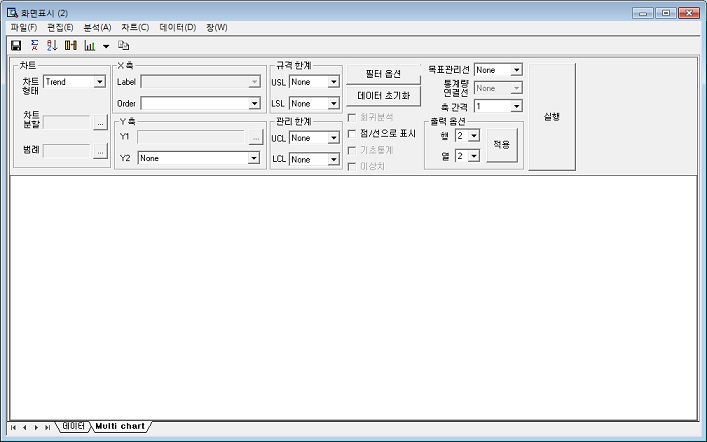 화면표시 (2)
파일(F) 편집(E) 분석(A) 차트(C) 데이터(D) 창(W)
차트
차트
형태
Trend
차트
분할
...
범례
...
X 축
Label
Order
Y 축
Y1
...
Y2
None
규격 한계
USL
None
LSL
None
관리 한계
UCL
None
LCL
None
필터 옵션
데이터 초기화
회귀분석
점/선으로 표시
기초통계
이상치
목표관리선
None
통계량
연결선
None
축 간격
1
출력 옵션
행
2
열
2
적용
실행
데이터
Multi chart